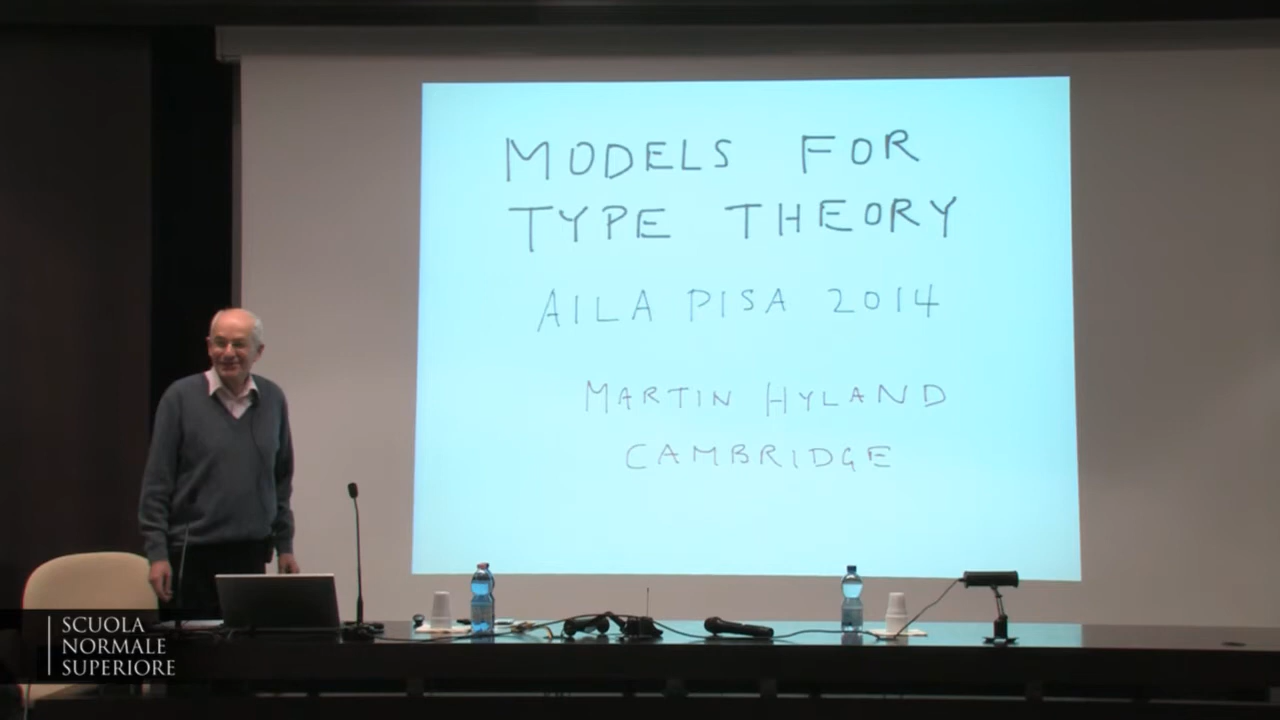 MODELS FOR
TYPE THEORY
AILA PISA 2014
MARTIN HYLAND
CAMBRIDGE
SCUOLA
NORMALE
SUPERIORE